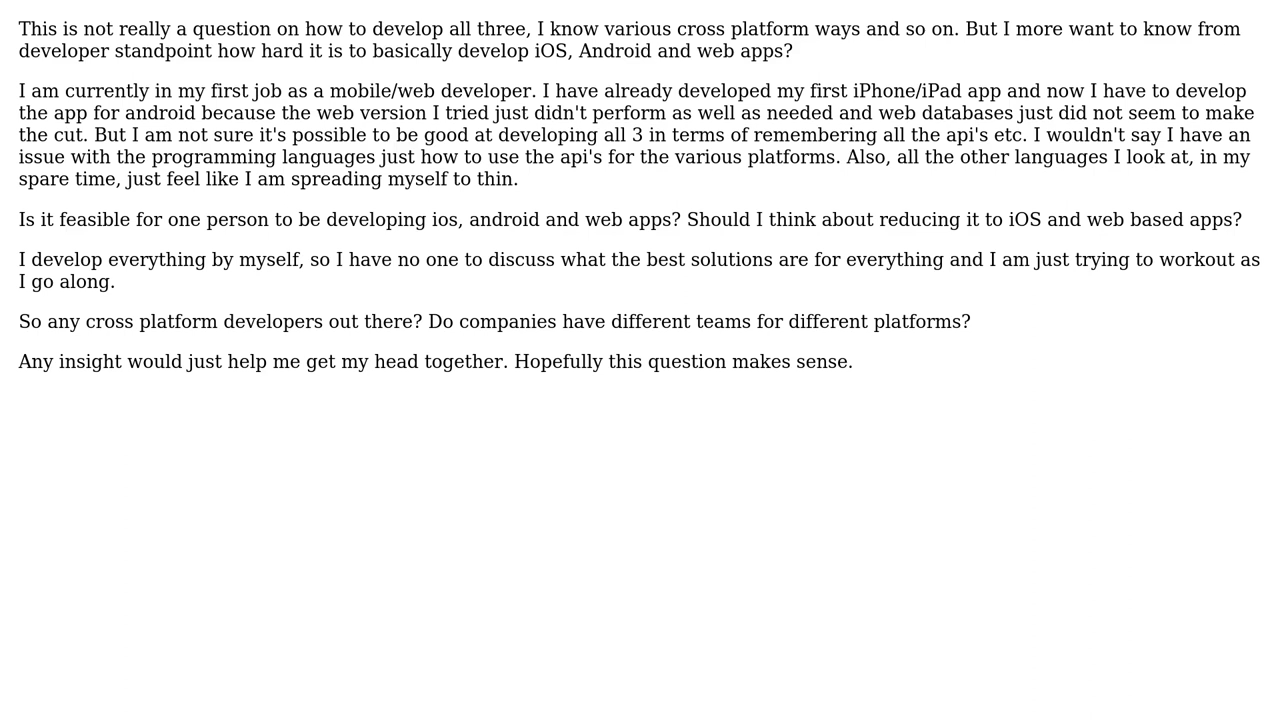 This is not really a question on how to develop all three, I know various cross platform ways and so on. But I more want to know from
developer standpoint how hard it is to basically develop iOS, Android and web apps?
I am currently in my first job as a mobile/web developer. I have already developed my first iPhone/iPad app and now I have to develop
the app for android because the web version I tried just didn't perform as well as needed and web databases just did not seem to make
the cut. But I am not sure it's possible to be good at developing all 3 in terms of remembering all the api's etc. I wouldn't say I have an
issue with the programming languages just how to use the api's for the various platforms. Also, all the other languages I look at, in my
spare time, just feel like I am spreading myself to thin.
Is it feasible for one person to be developing ios, android and web apps? Should I think about reducing it to iOS and web based apps?
I develop everything by myself, so I have no one to discuss what the best solutions are for everything and I am just trying to workout as
I go along.
So any cross platform developers out there? Do companies have different teams for different platforms?
Any insight would just help me get my head together. Hopefully this question makes sense.